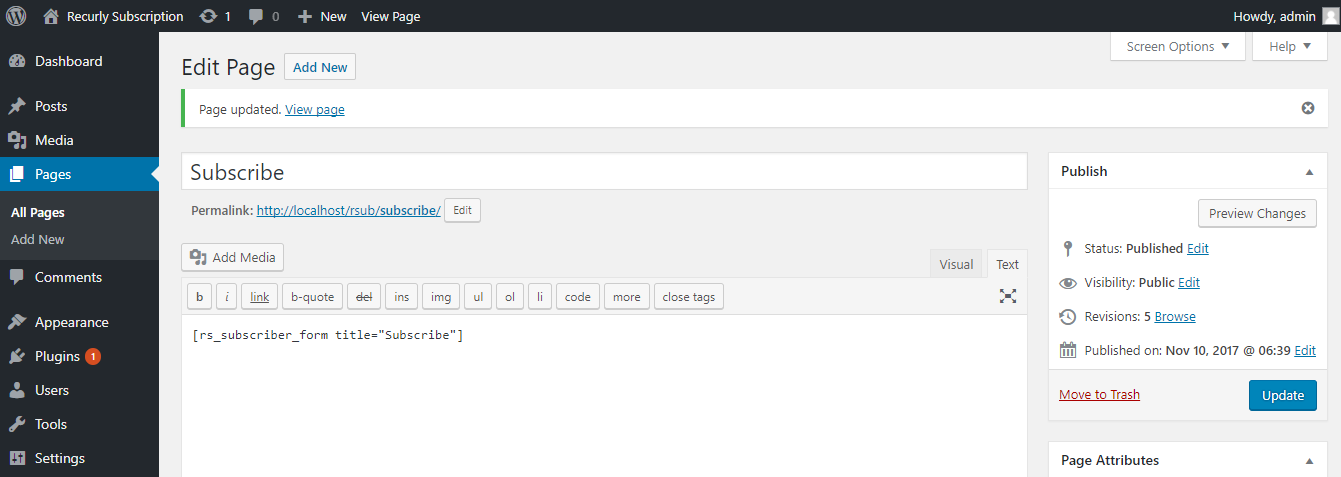 Recurly Subscription 1 0 New View Page Howdy, admin
Screen Options Help
Dashboard
Posts
Media
Pages
All Pages
Add New
Comments
Appearance
Plugins 1
Users
Tools
Settings
Edit Page Add New
Page updated. View page
Subscribe
Permalink: http://localhost/rsub/subscribe/ Edit
Add Media
Visual Text
b i link b-quote del ins img ul ol li code more close tags
[rs_subscriber_form title="Subscribe"]
Publish
Preview Changes
Status: Published Edit
Visibility: Public Edit
Revisions: 5 Browse
Published on: Nov 10, 2017 @ 06:39 Edit
Move to Trash Update
Page Attributes